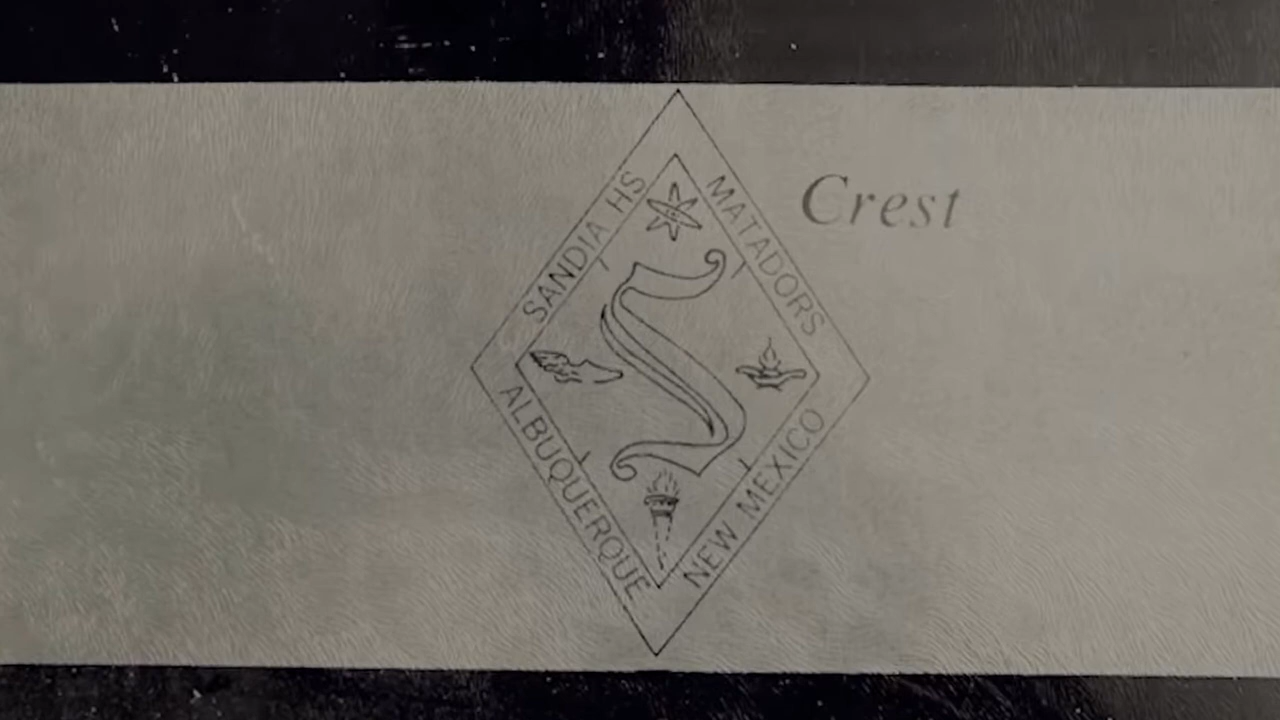 SANDIA HS
MATADORS
Crest
S
ALBUQUERQUE
NEW MEXICO